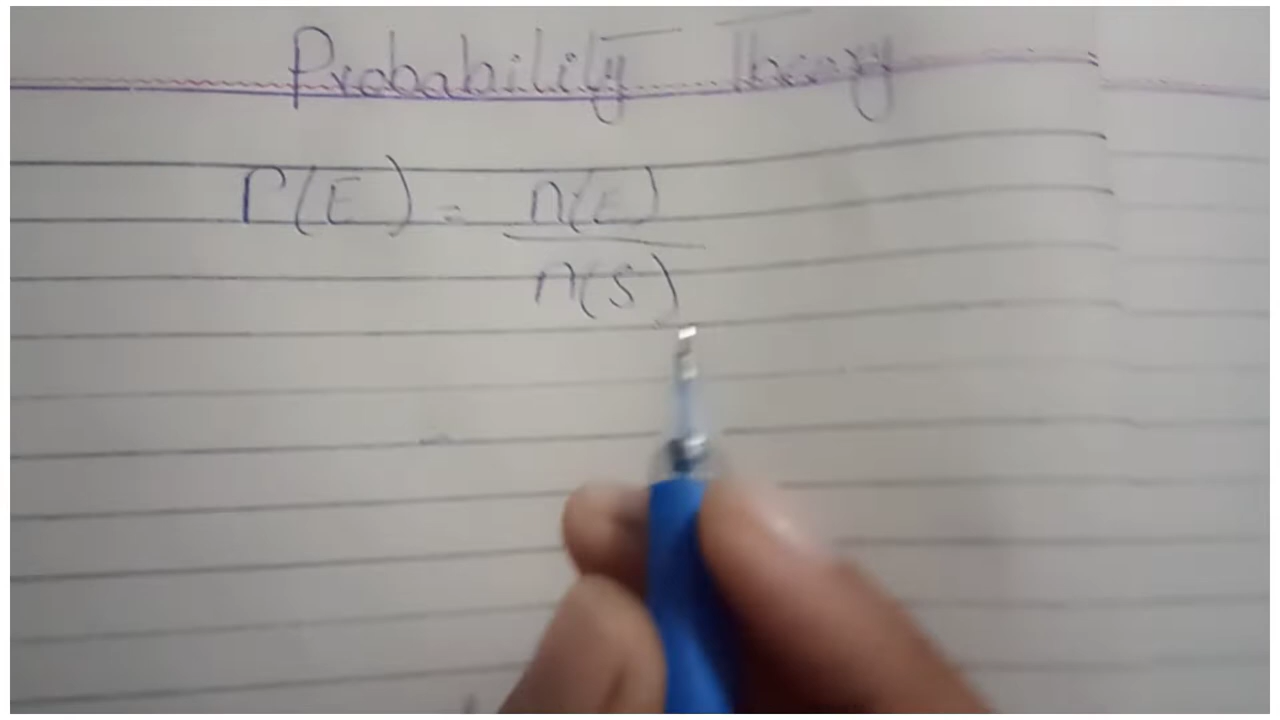 Probability Theory
P(E) = n(E)
n(S)